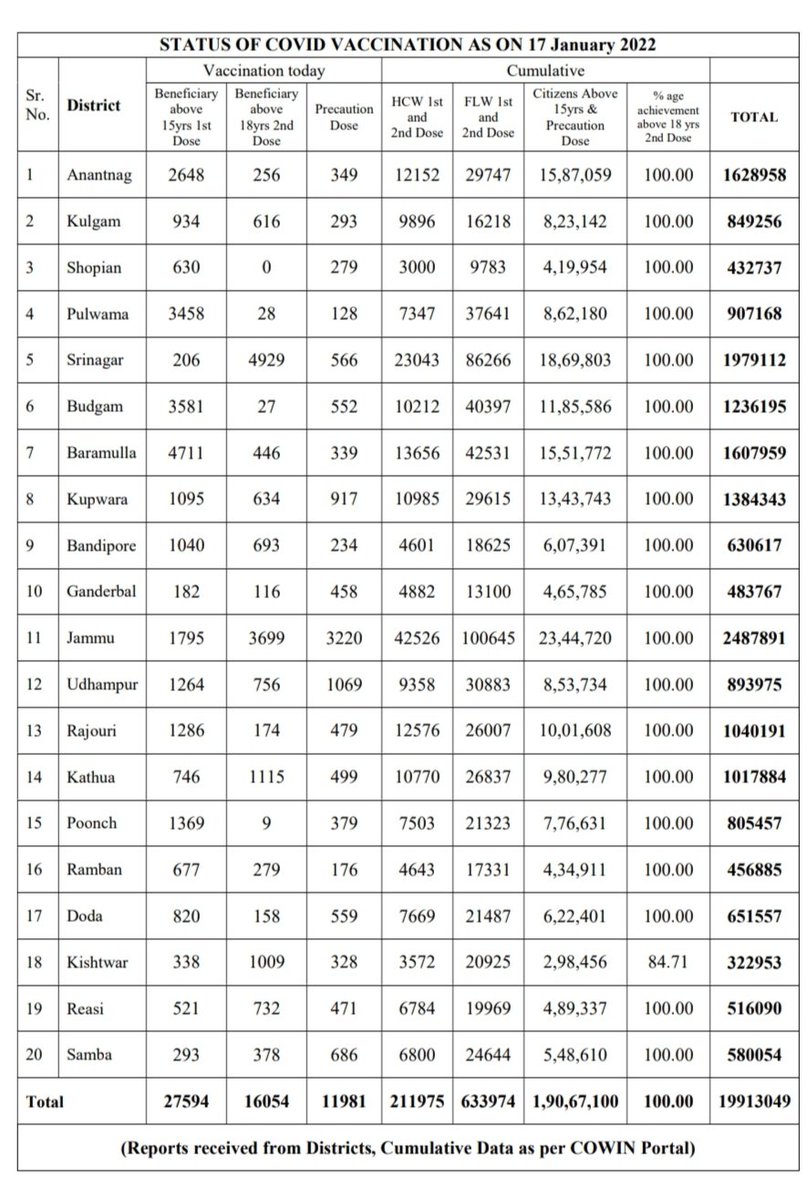 STATUS OF COVID VACCINATION AS ON 17 January 2022
Sr. No. District Vaccination today Cumulative
Beneficiary above 15yrs 1st Dose Beneficiary above 18yrs 2nd Dose Precaution Dose HCW 1st and 2nd Dose FLW 1st and 2nd Dose Citizens Above 15yrs & Precaution Dose % age achievement above 18 yrs 2nd Dose TOTAL
1 Anantnag 2648 256 349 12152 29747 15,87,059 100.00 1628958
2 Kulgam 934 616 293 9896 16218 8,23,142 100.00 849256
3 Shopian 630 0 279 3000 9783 4,19,954 100.00 432737
4 Pulwama 3458 28 128 7347 37641 8,62,180 100.00 907168
5 Srinagar 206 4929 566 23043 86266 18,69,803 100.00 1979112
6 Budgam 3581 27 552 10212 40397 11,85,586 100.00 1236195
7 Baramulla 4711 446 339 13656 42531 15,51,772 100.00 1607959
8 Kupwara 1095 634 917 10985 29615 13,43,743 100.00 1384343
9 Bandipore 1040 693 234 4601 18625 6,07,391 100.00 630617
10 Ganderbal 182 116 458 4882 13100 4,65,785 100.00 483767
11 Jammu 1795 3699 3220 42526 100645 23,44,720 100.00 2487891
12 Udhampur 1264 756 1069 9358 30883 8,53,734 100.00 893975
13 Rajouri 1286 174 479 12576 26007 10,01,608 100.00 1040191
14 Kathua 746 1115 499 10770 26837 9,80,277 100.00 1017884
15 Poonch 1369 9 379 7503 21323 7,76,631 100.00 805457
16 Ramban 677 279 176 4643 17331 4,34,911 100.00 456885
17 Doda 820 158 559 7669 21487 6,22,401 100.00 651557
18 Kishtwar 338 1009 328 3572 20925 2,98,456 84.71 322953
19 Reasi 521 732 471 6784 19969 4,89,337 100.00 516090
20 Samba 293 378 686 6800 24644 5,48,610 100.00 580054
Total 27594 16054 11981 211975 633974 1,90,67,100 100.00 19913049
(Reports received from Districts, Cumulative Data as per COWIN Portal)